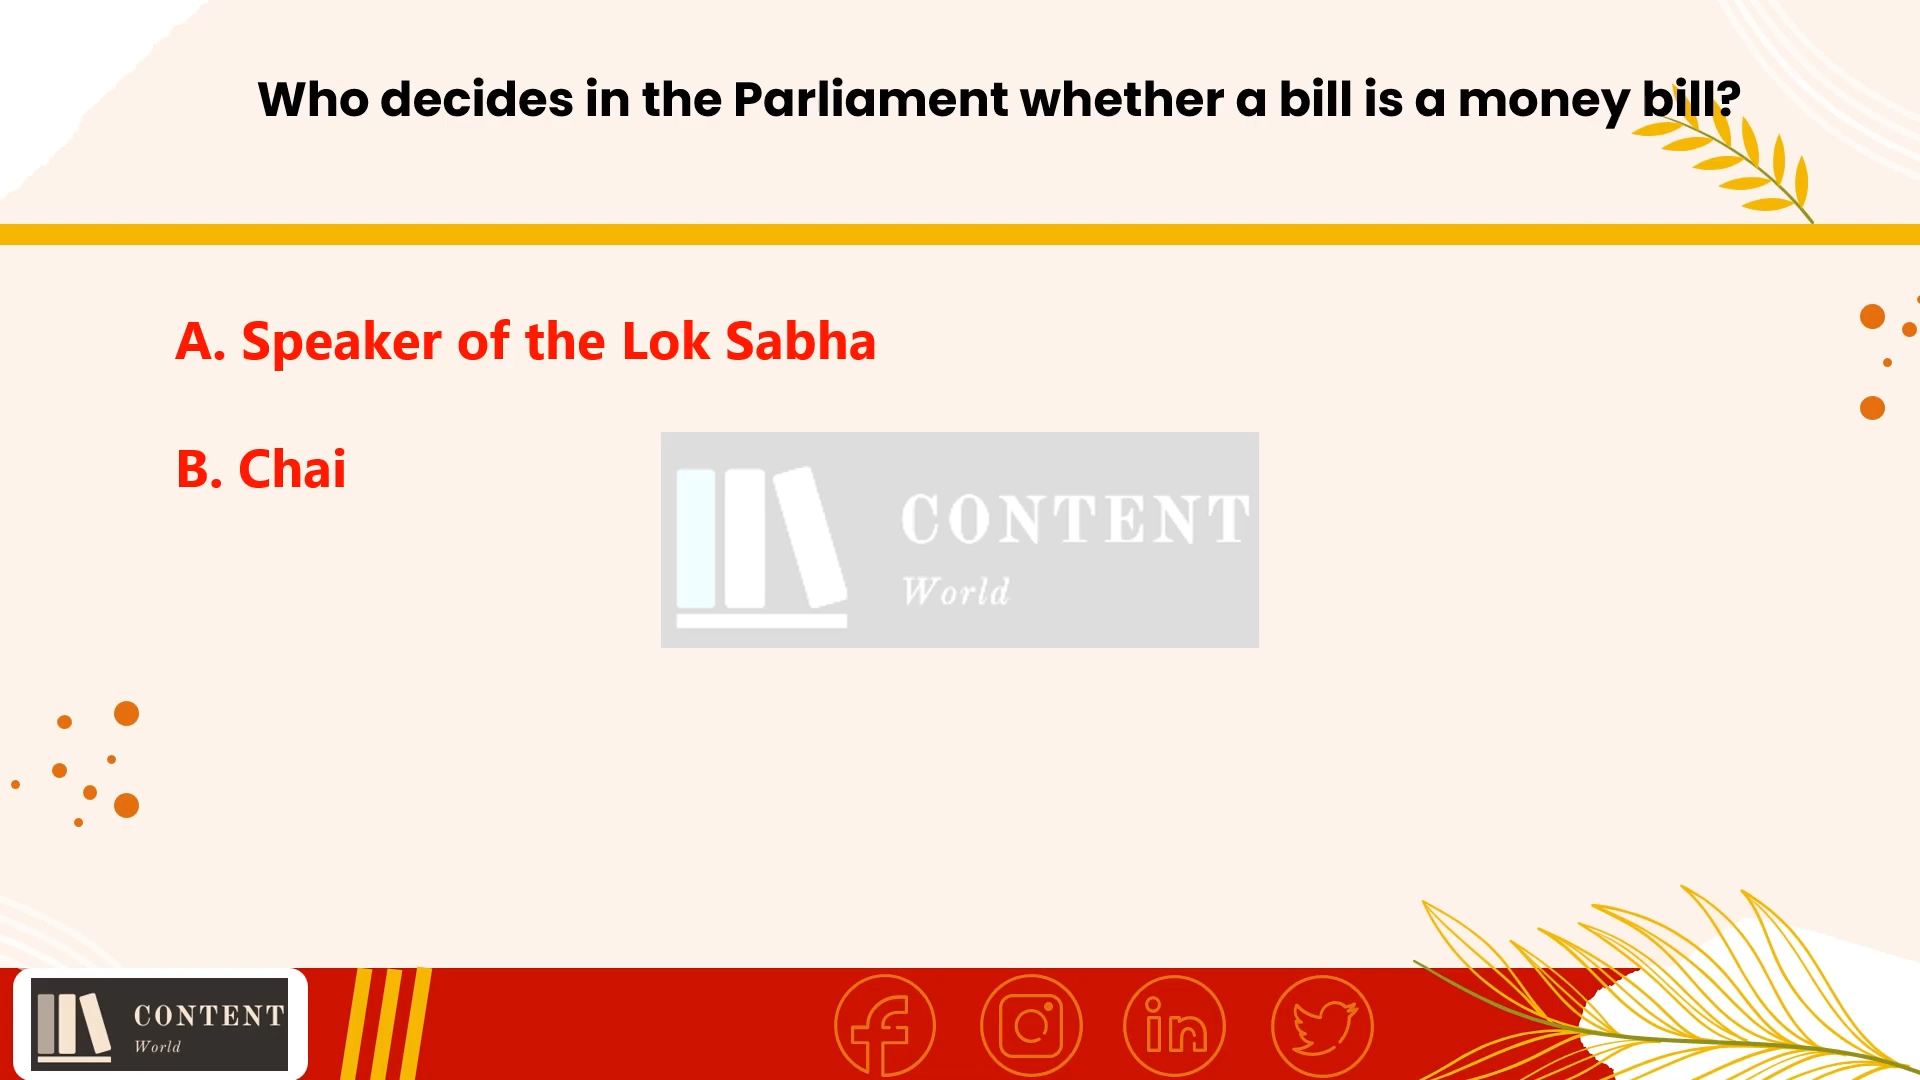 Who decides in the Parliament whether a bill is a money bill?
A. Speaker of the Lok Sabha
B. Chai
CONTENT
World
CONTENT
World